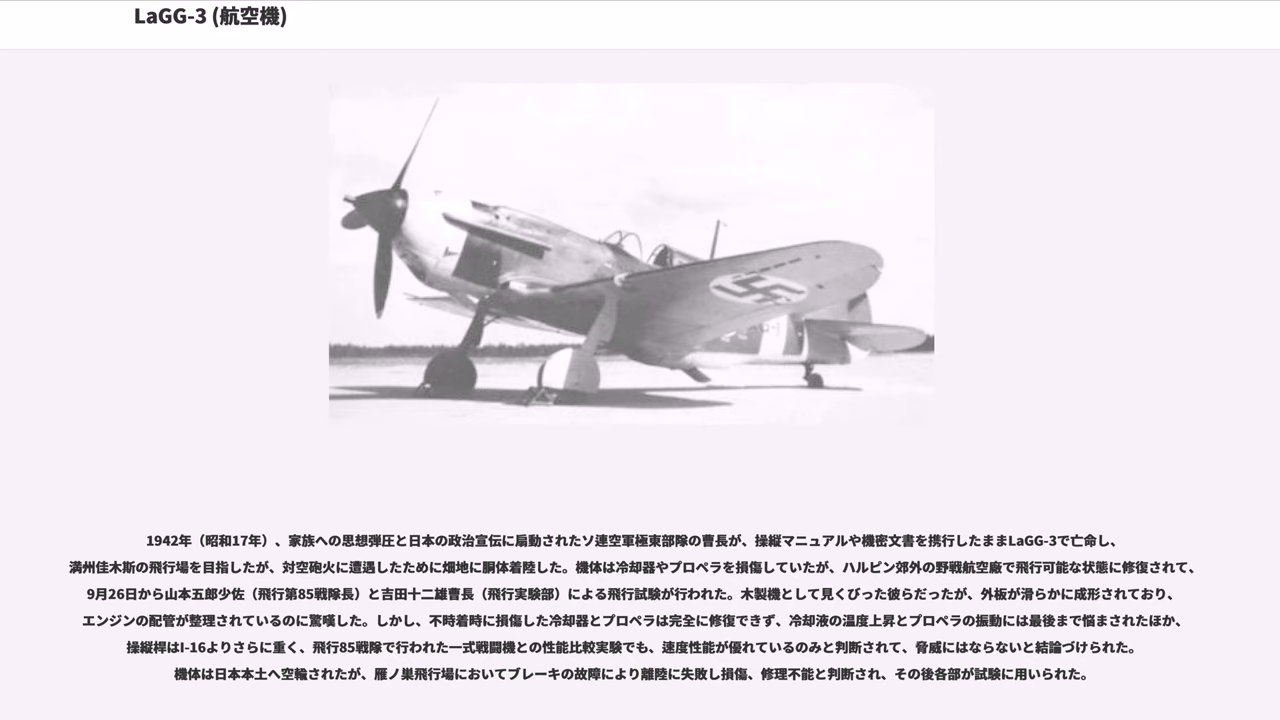 LaGG-3 (航空機)
1942年（昭和17年）、家族への思想弾圧と日本の政治宣伝に扇動されたソ連空軍極東部隊の曹長が、操縦マニュアルや機密文書を携行したままLaGG-3で亡命し、
満州佳木斯の飛行場を目指したが、対空砲火に遭遇したために畑地に胴体着陸した。機体は冷却器やプロペラを損傷していたが、ハルピン郊外の野戦航空廠で飛行可能な状態に修復されて、
9月26日から山本五郎少佐（飛行第85戦隊長）と吉田十二雄曹長（飛行実験部）による飛行試験が行われた。木製機として見くびった彼らだったが、外板が滑らかに成形されており、
エンジンの配管が整理されているのに驚嘆した。しかし、不時着時に損傷した冷却器とプロペラは完全に修復できず、冷却液の温度上昇とプロペラの振動には最後まで悩まされたほか、
操縦桿はI-16よりさらに重く、飛行85戦隊で行われた一式戦闘機との性能比較実験でも、速度性能が優れているのみと判断されて、脅威にはならないと結論づけられた。
機体は日本本土へ空輸されたが、雁ノ巣飛行場においてブレーキの故障により離陸に失敗し損傷、修理不能と判断され、その後各部が試験に用いられた。